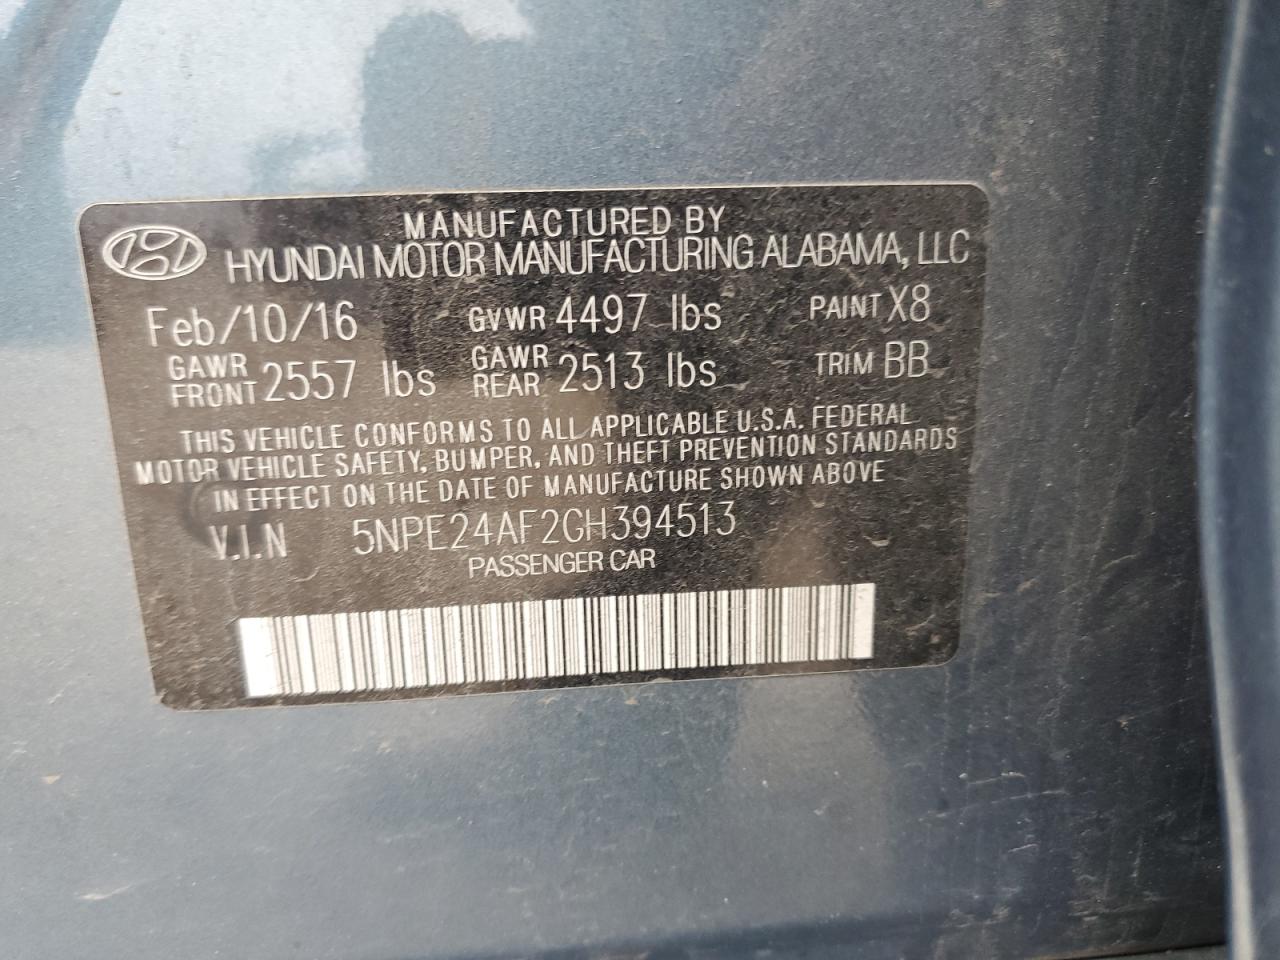 MANUFACTURED BY
HYUNDAI MOTOR MANUFACTURING ALABAMA, LLC
Feb/10/16 GVWR 4497 lbs PAINT X8
GAWR FRONT 2557 lbs GAWR REAR 2513 lbs TRIM BB
THIS VEHICLE CONFORMS TO ALL APPLICABLE U.S.A. FEDERAL
MOTOR VEHICLE SAFETY, BUMPER, AND THEFT PREVENTION STANDARDS
IN EFFECT ON THE DATE OF MANUFACTURE SHOWN ABOVE
V.I.N 5NPE24AF2GH394513
PASSENGER CAR